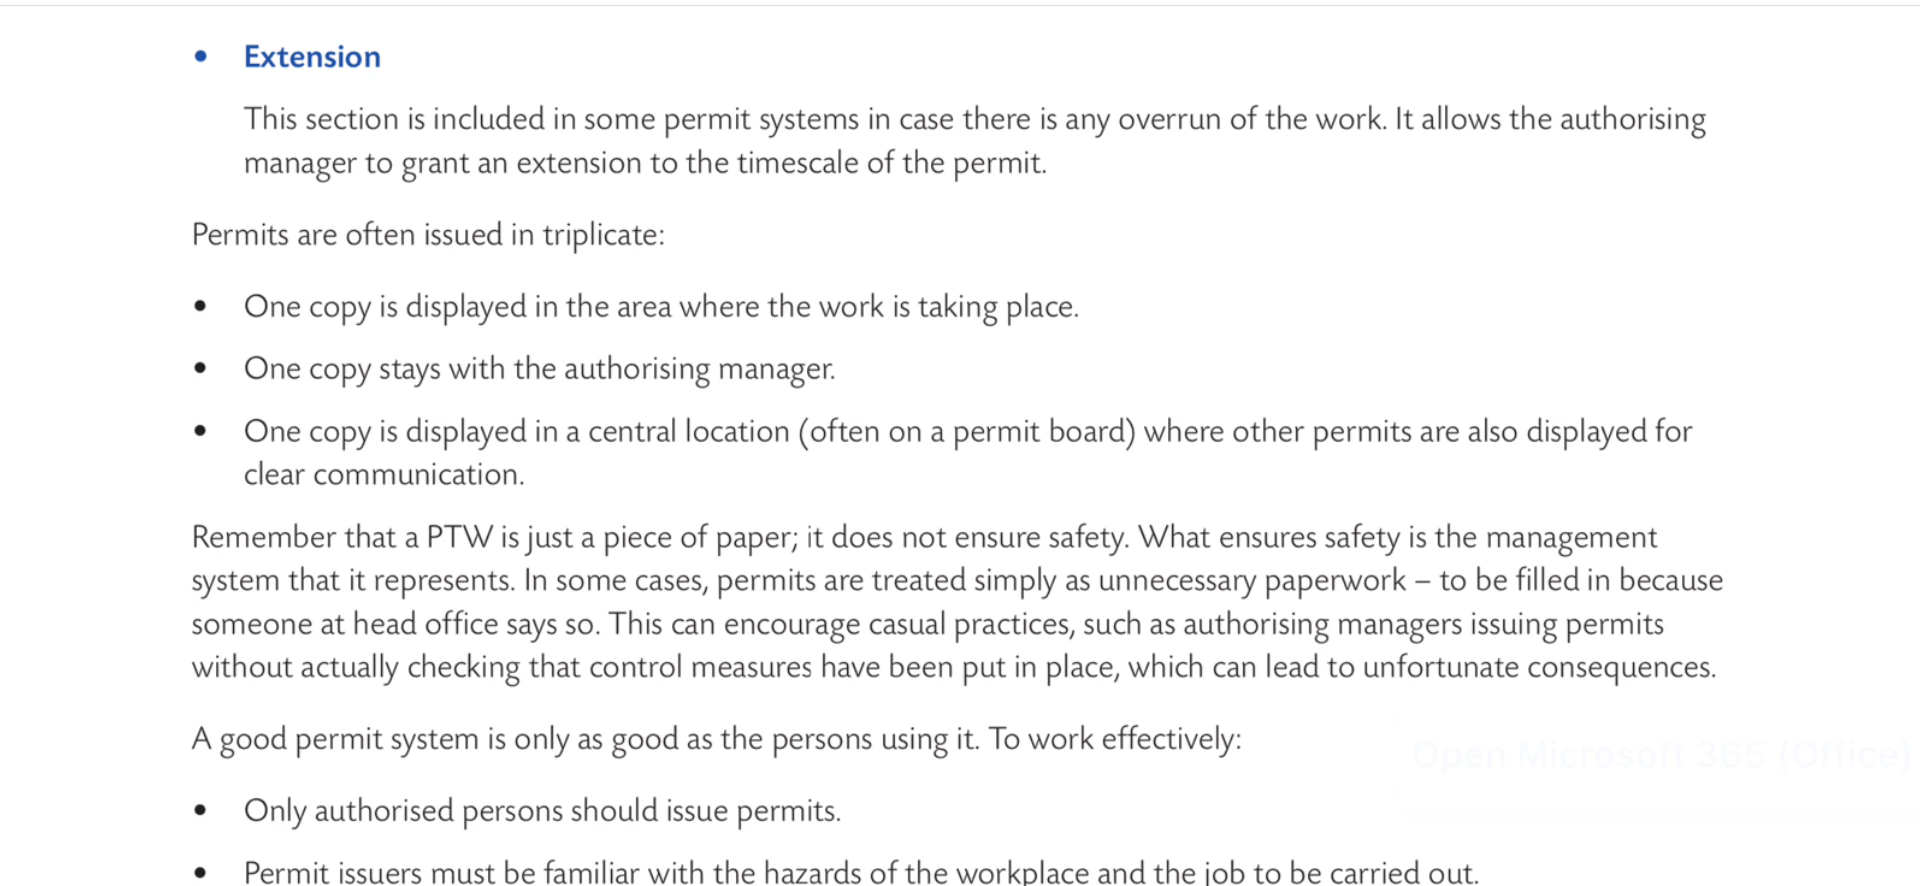 • Extension
This section is included in some permit systems in case there is any overrun of the work. It allows the authorising
manager to grant an extension to the timescale of the permit.
Permits are often issued in triplicate:
• One copy is displayed in the area where the work is taking place.
• One copy stays with the authorising manager.
• One copy is displayed in a central location (often on a permit board) where other permits are also displayed for
clear communication.
Remember that a PTW is just a piece of paper; it does not ensure safety. What ensures safety is the management
system that it represents. In some cases, permits are treated simply as unnecessary paperwork – to be filled in because
someone at head office says so. This can encourage casual practices, such as authorising managers issuing permits
without actually checking that control measures have been put in place, which can lead to unfortunate consequences.
A good permit system is only as good as the persons using it. To work effectively:
Open Microsoft 365 (Office)
• Only authorised persons should issue permits.
• Permit issuers must be familiar with the hazards of the workplace and the job to be carried out.